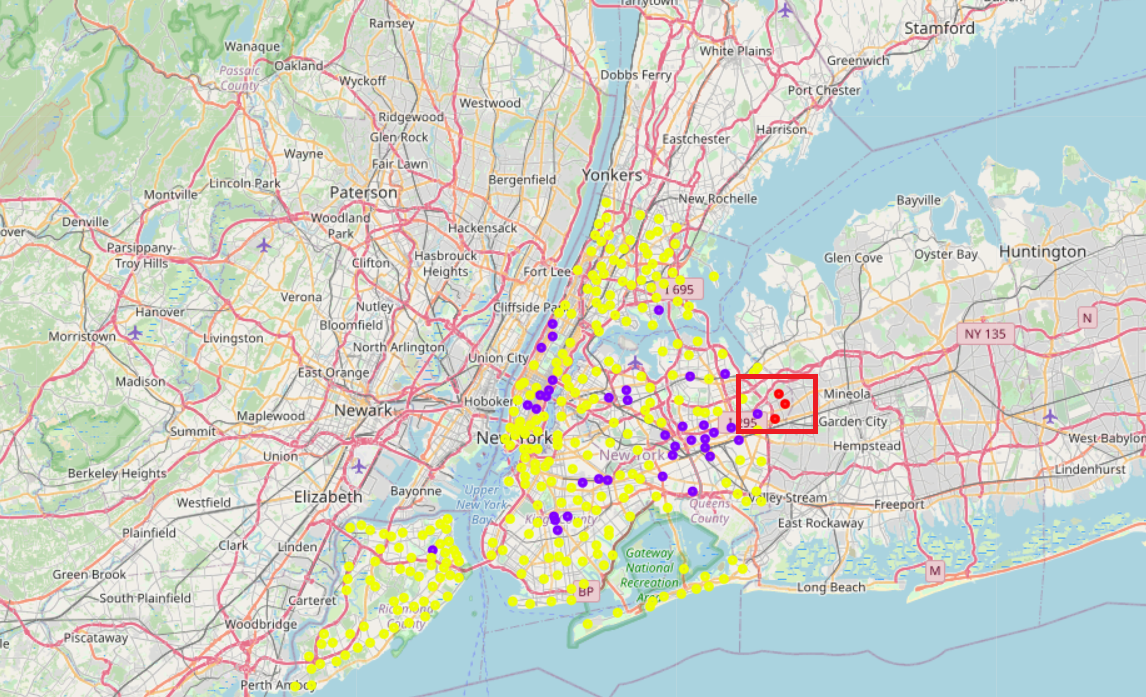 Tarrytown
Ramsey
Stamford
Wanaque
White Plains
Oakland
Greenwich
Passaic
County
Wyckoff
Dobbs Ferry
Port Chester
Westwood
Ridgewood
Harrison
Glen Rock
Eastchester
Wayne
Fair Lawn
Yonkers
Bergenfield
Lincoln Park
Montville
Paterson
New Rochelle
Bayville
Denville
Woodland
Park
Hackensack
Parsippany-
Troy Hills
Huntington
Oyster Bay
Hasbrouck
Heights
Glen Cove
Clifton
Fort Lee
695
Verona
Nutley
Cliffside
Hanover
N
Bloomfield
NY 135
Morristown
Livingston
North Arlington
Union City
East Orange
Madison
Mineola
Hoboken
Newark
Maplewood
Garden City
Summit
New York
West Babylon
Hempstead
Union
New York
Berkeley Heights
Lindenhurst
Elizabeth
Bayonne
Upper
New York
Bay
Valley Stream
Westfield
Queens
County
Freeport
Kings County
East Rockaway
Plainfield
Clark
Linden
Gateway
National
Recreation
Area
M
Green Brook
Long Beach
BP
South Plainfield
Carteret
Richmond
County
Woodbridge
Piscataway
Perth Amboy